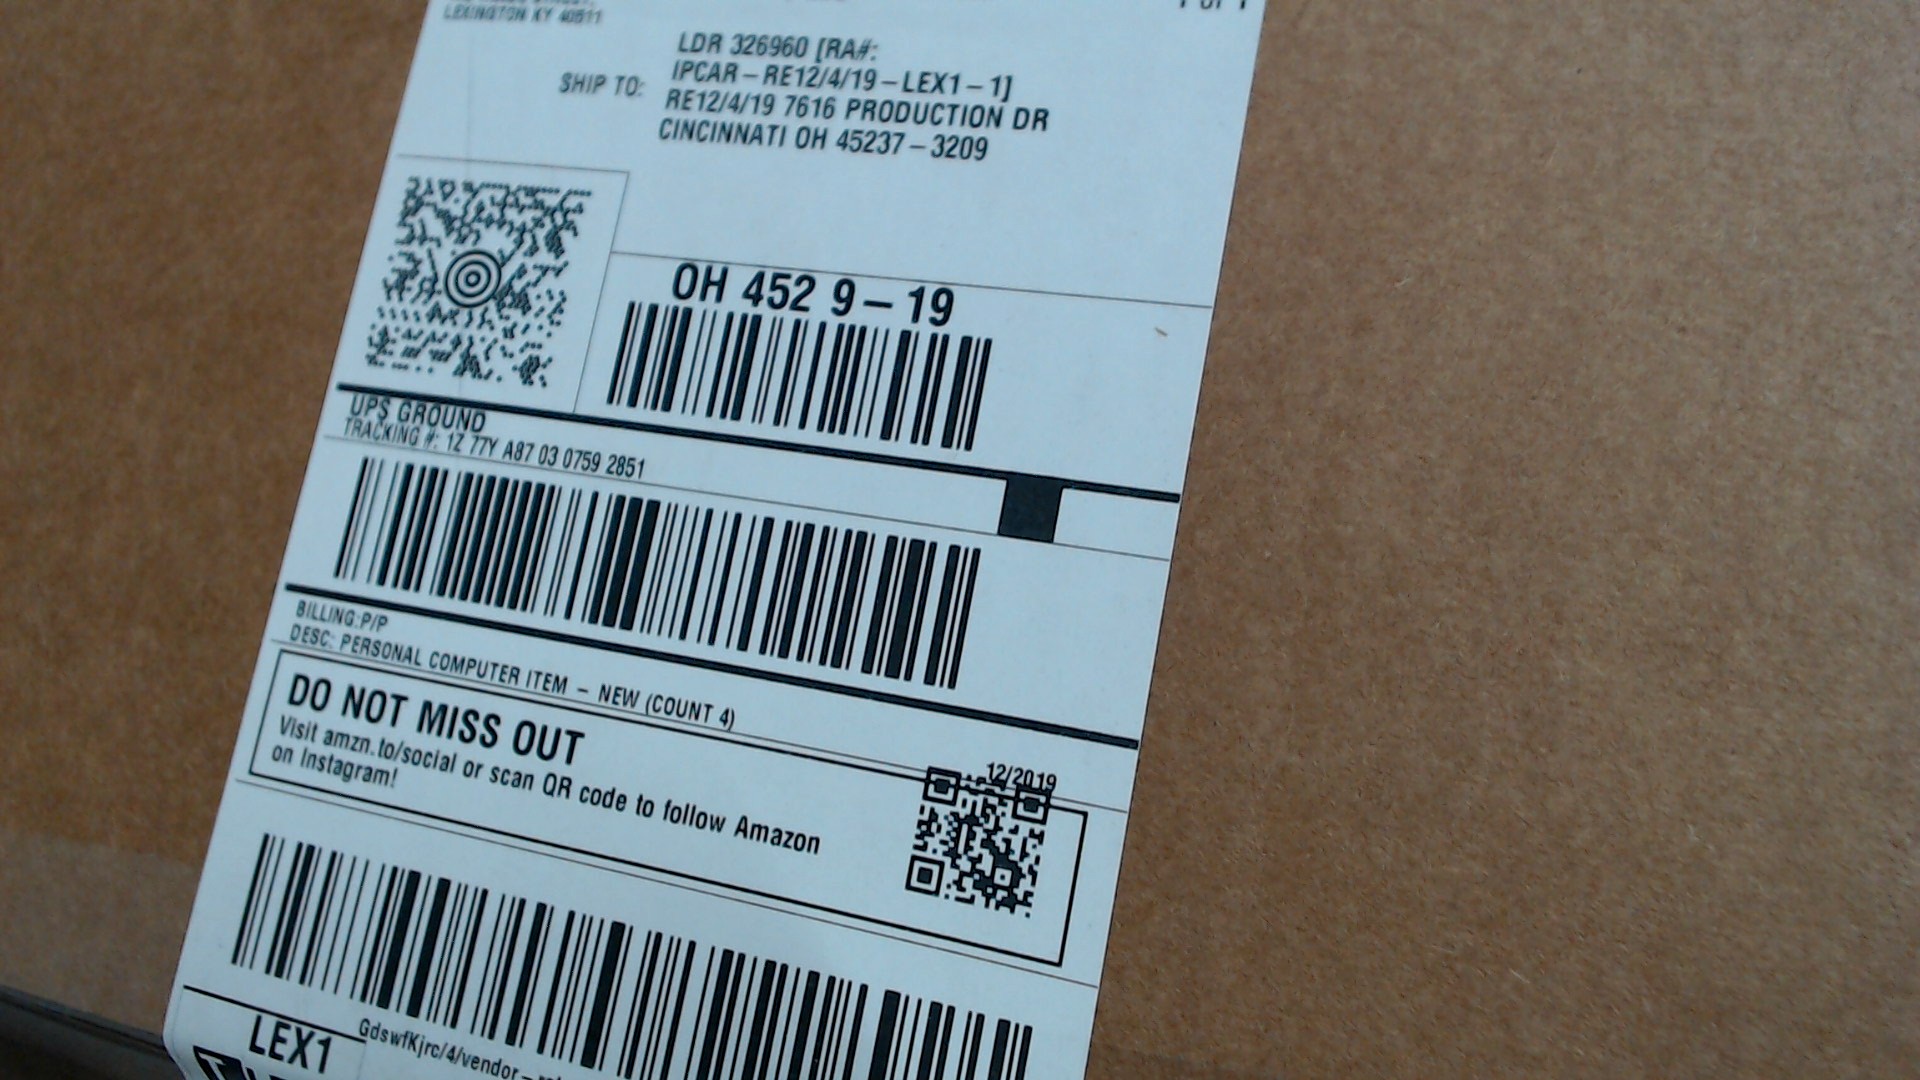 LEXINGTON KY 40511
LDR 326960 [RA#:
IPCAR–RE12/4/19–LEX1–1]
SHIP TO: RE12/4/19 7616 PRODUCTION DR
CINCINNATI OH 45237–3209
OH 452 9–19
UPS GROUND
TRACKING #: 1Z 77Y A87 03 0759 2851
BILLING:P/P
DESC: PERSONAL COMPUTER ITEM – NEW (COUNT 4)
DO NOT MISS OUT
Visit amzn.to/social or scan QR code to follow Amazon
on Instagram!
12/2019
LEX1
GdswfKjrc/4/vendor–